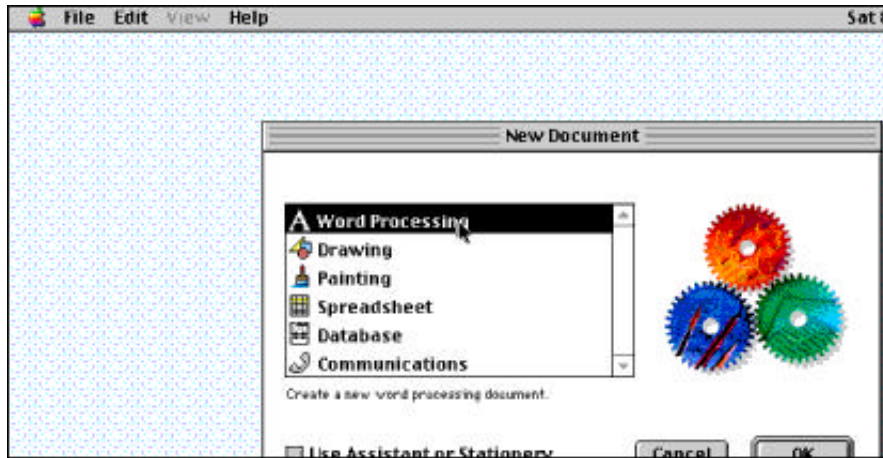 File Edit View Help Sat
New Document
Word Processing
Drawing
Painting
Spreadsheet
Database
Communications
Create a new word processing document.
Use Assistant or Stationery Cancel OK